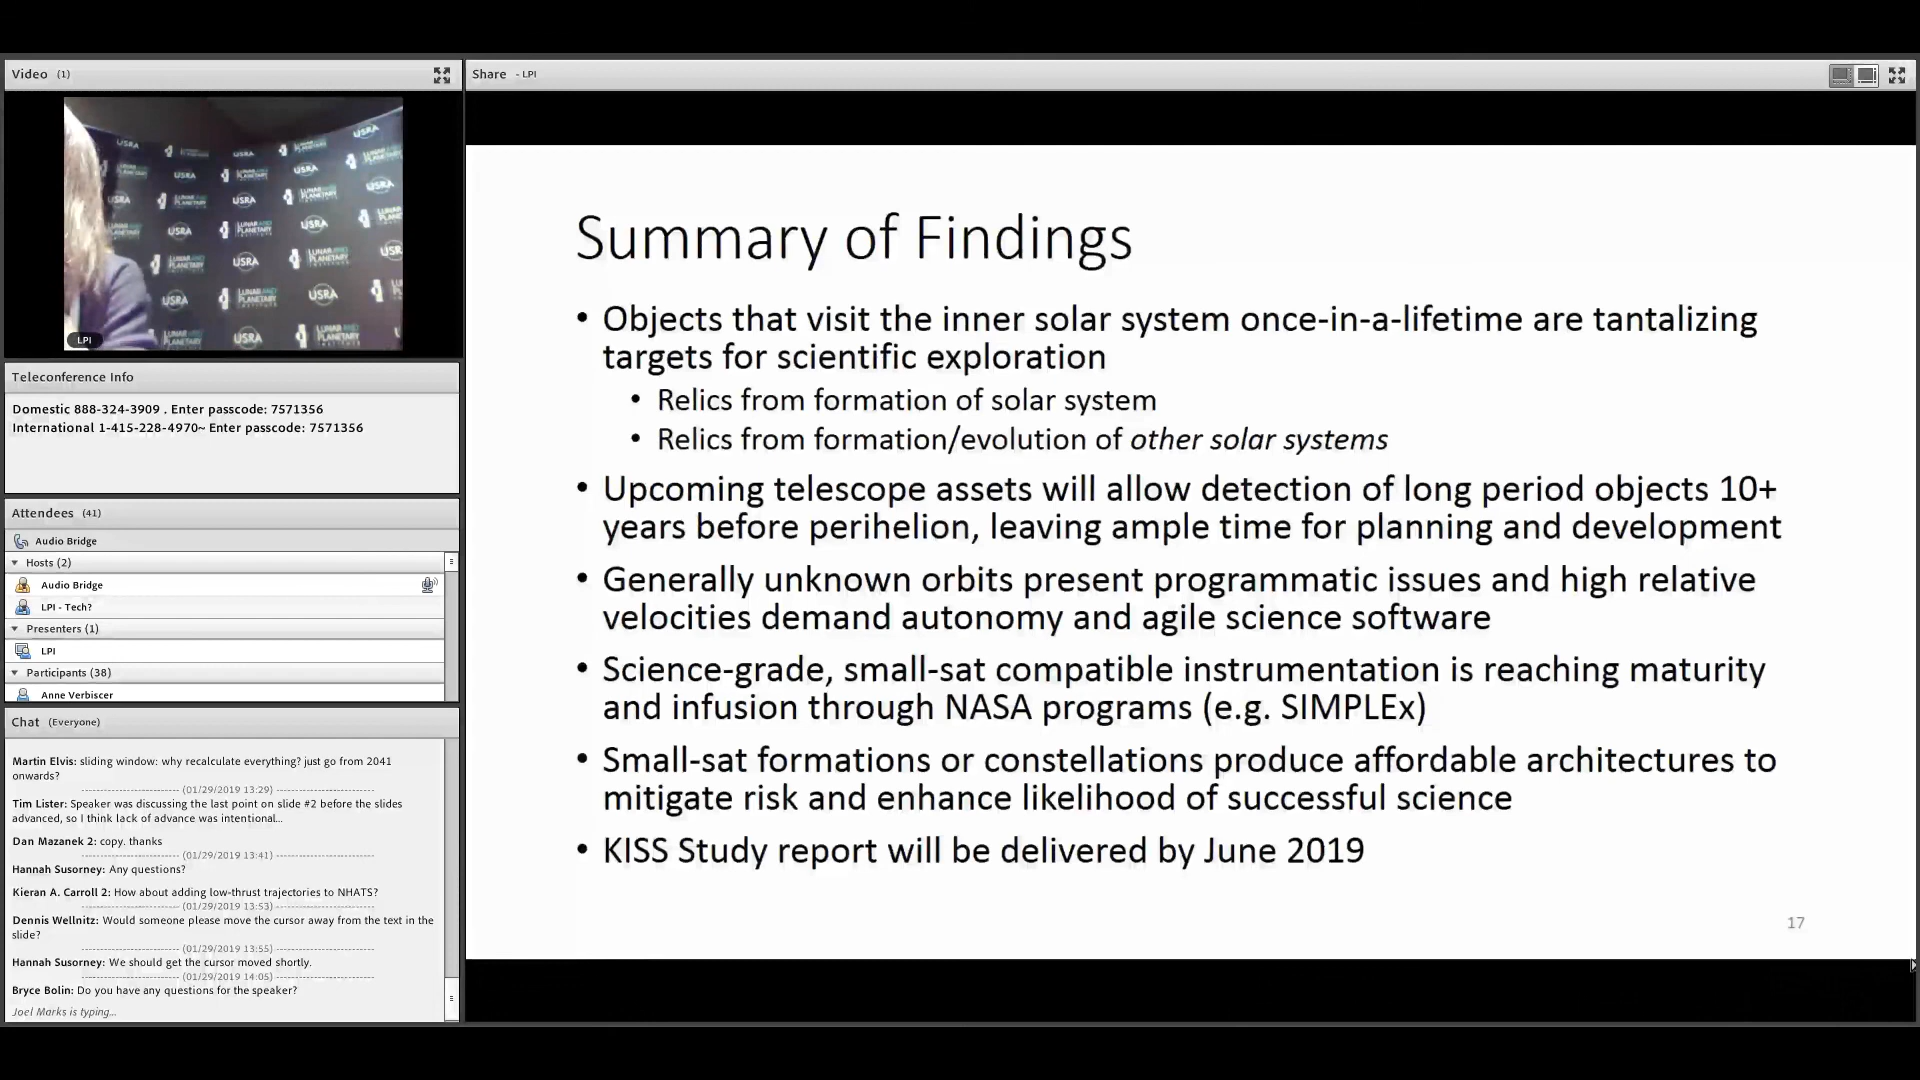 Video (1)
USRA
LUNAR AND
PLANETARY
INSTITUTE
LPI
Teleconference Info
Domestic 888-324-3909 . Enter passcode: 7571356
International 1-415-228-4970~ Enter passcode: 7571356
Attendees (41)
Audio Bridge
Hosts (2)
Audio Bridge
LPI - Tech?
Presenters (1)
LPI
Participants (38)
Anne Verbiscer
Chat (Everyone)
Martin Elvis: sliding window: why recalculate everything? just go from 2041
onwards?
(01/29/2019 13:29)
Tim Lister: Speaker was discussing the last point on slide #2 before the slides
advanced, so I think lack of advance was intentional...
Dan Mazanek 2: copy. thanks
(01/29/2019 13:41)
Hannah Susorney: Any questions?
Kieran A. Carroll 2: How about adding low-thrust trajectories to NHATS?
(01/29/2019 13:53)
Dennis Wellnitz: Would someone please move the cursor away from the text in the
slide?
(01/29/2019 13:55)
Hannah Susorney: We should get the cursor moved shortly.
(01/29/2019 14:05)
Bryce Bolin: Do you have any questions for the speaker?
Joel Marks is typing...
Share - LPI
Summary of Findings
• Objects that visit the inner solar system once-in-a-lifetime are tantalizing
targets for scientific exploration
• Relics from formation of solar system
• Relics from formation/evolution of other solar systems
• Upcoming telescope assets will allow detection of long period objects 10+
years before perihelion, leaving ample time for planning and development
• Generally unknown orbits present programmatic issues and high relative
velocities demand autonomy and agile science software
• Science-grade, small-sat compatible instrumentation is reaching maturity
and infusion through NASA programs (e.g. SIMPLEx)
• Small-sat formations or constellations produce affordable architectures to
mitigate risk and enhance likelihood of successful science
• KISS Study report will be delivered by June 2019
17